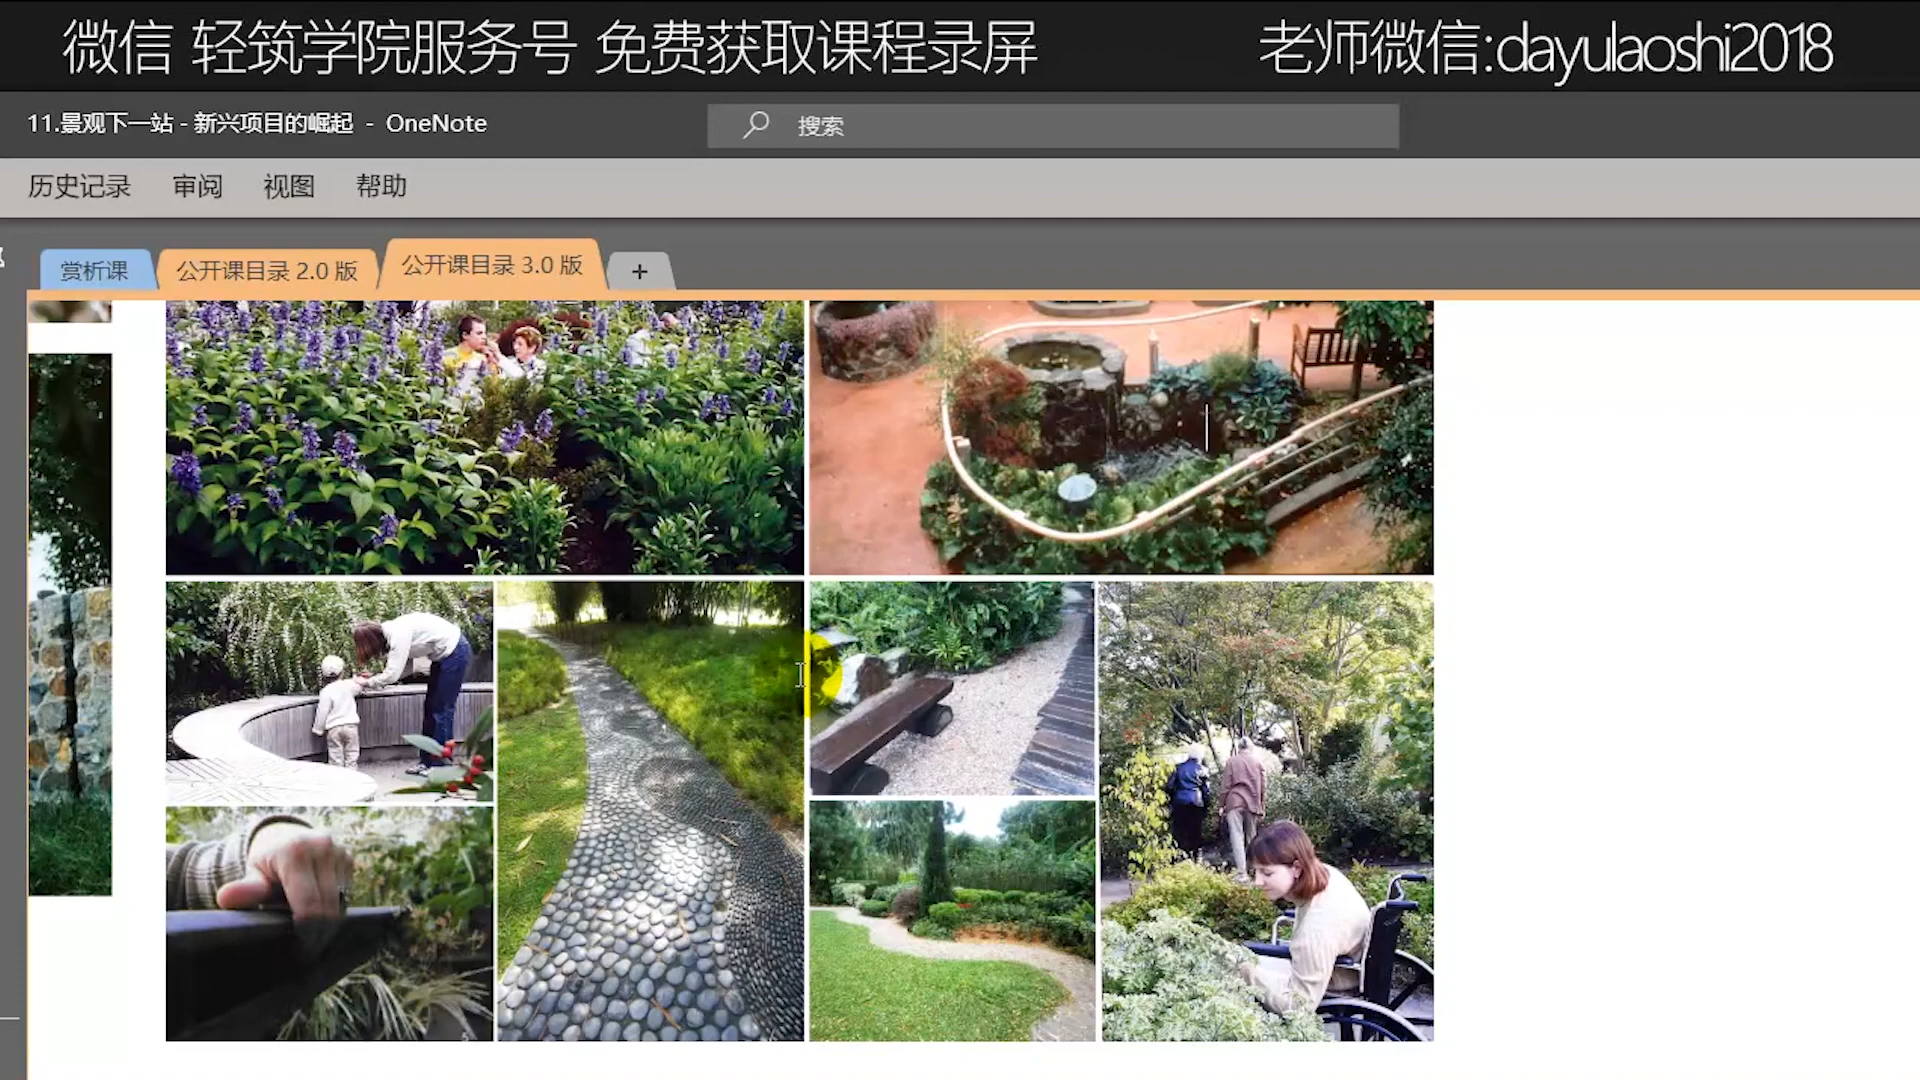 微信 轻筑学院服务号 免费获取课程录屏
老师微信:dayulaoshi2018
11.景观下一站 - 新兴项目的崛起 - OneNote
搜索
历史记录 审阅 视图 帮助
赏析课 公开课目录 2.0 版 公开课目录 3.0 版 +